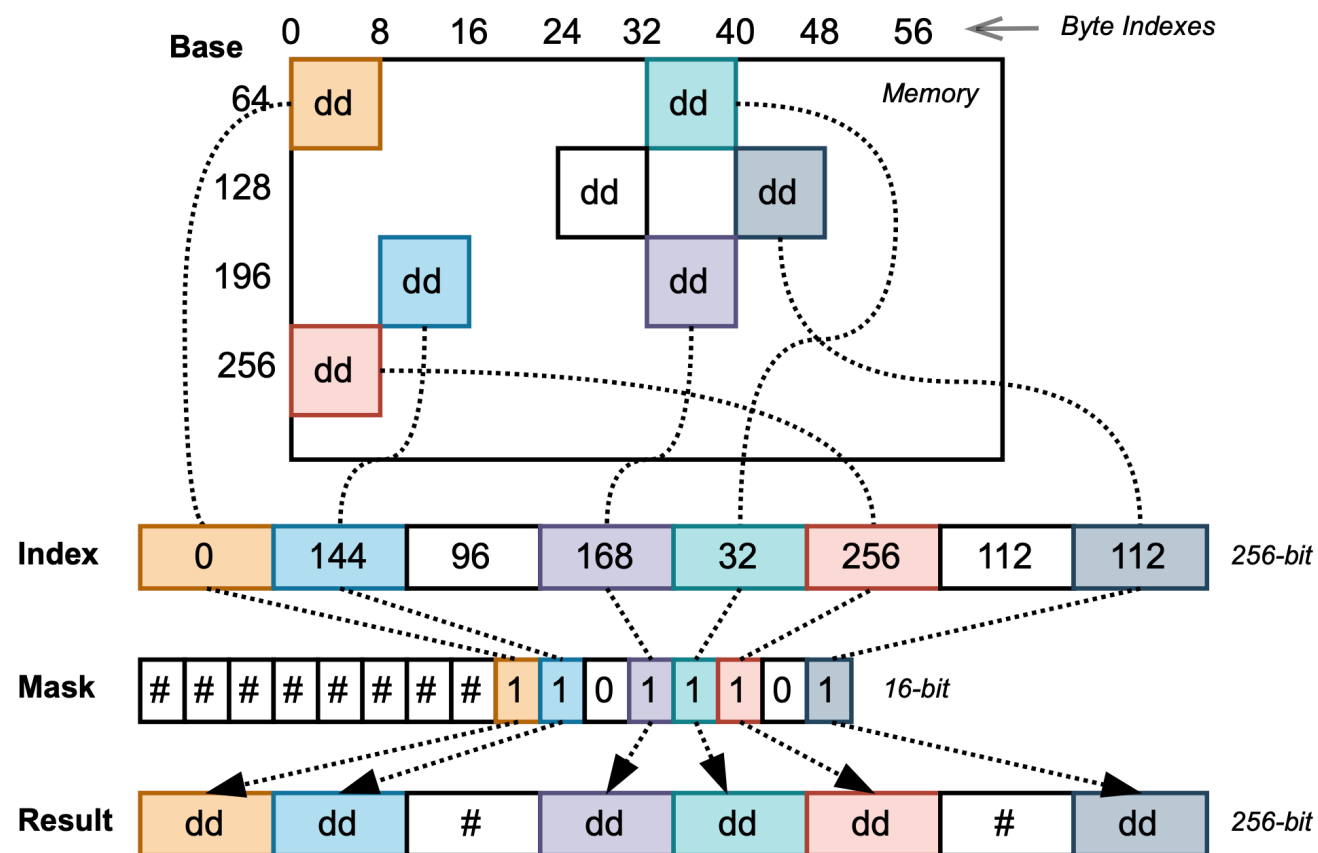 Base 0 8 16 24 32 40 48 56 Byte Indexes
64 dd dd Memory
128 dd dd
196 dd dd
256 dd
Index 0 144 96 168 32 256 112 112 256-bit
Mask # # # # # # # # 1 1 0 1 1 1 0 1 16-bit
Result dd dd # dd dd dd # dd 256-bit